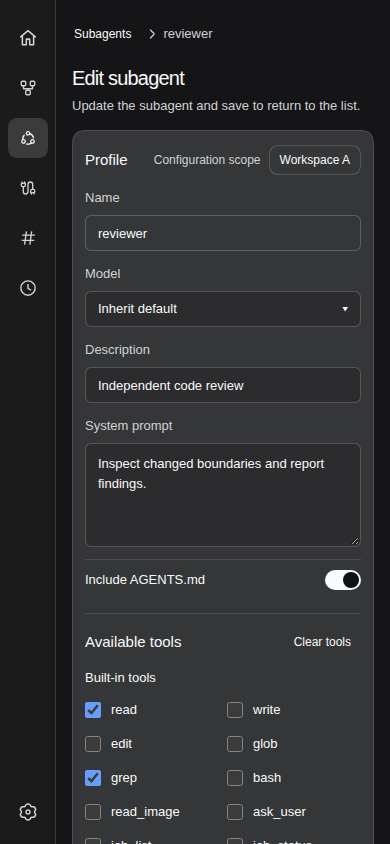 Subagents
reviewer
Edit subagent
Update the subagent and save to return to the list.
Profile
Configuration scope
Workspace A
Name
reviewer
Model
Inherit default
Description
Independent code review
System prompt
Inspect changed boundaries and report
findings.
Include AGENTS.md
Available tools
Clear tools
Built-in tools
read
write
edit
glob
grep
bash
read_image
ask_user